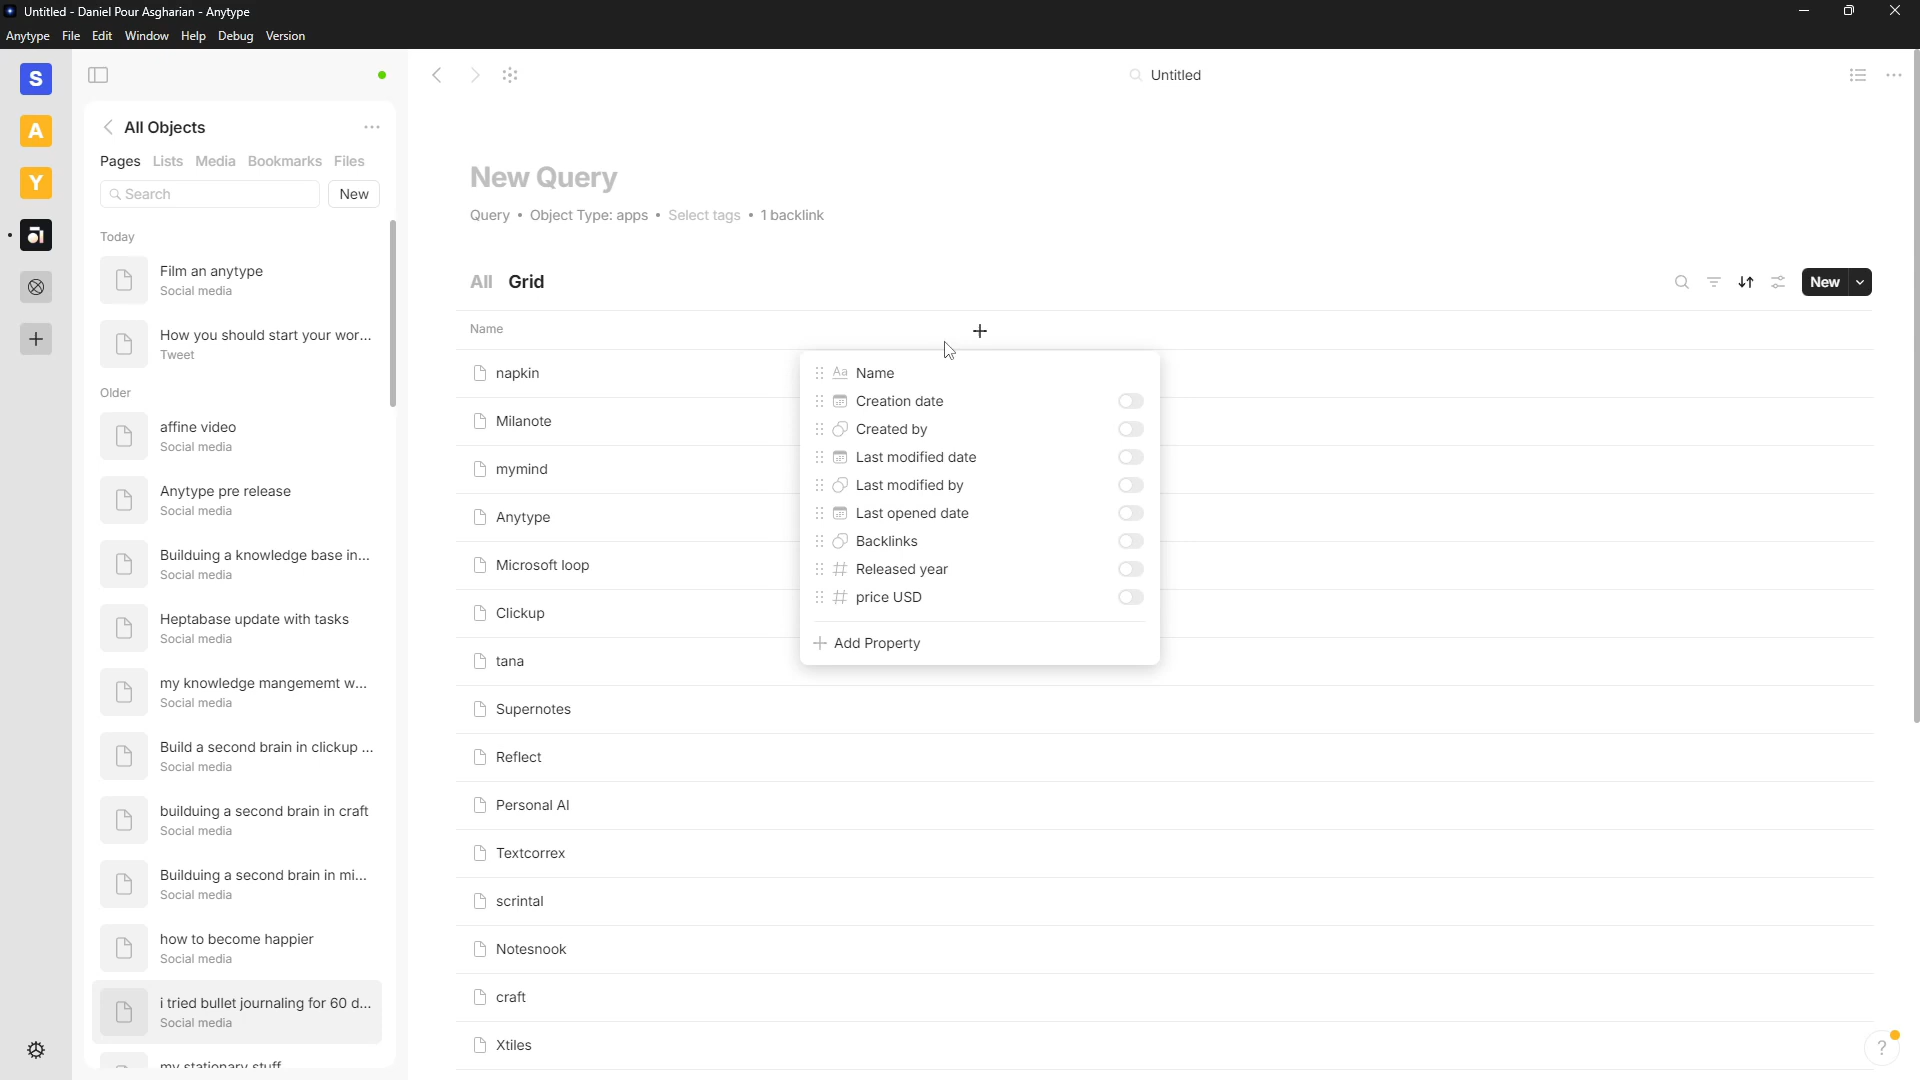 Untitled - Daniel Pour Asgharian - Anytype
Anytype File Edit Window Help Debug Version
S
A
Y
All Objects
Pages Lists Media Bookmarks Files
Search
New
Today
Film an anytype
Social media
How you should start your wor...
Tweet
Older
affine video
Social media
Anytype pre release
Social media
Builduing a knowledge base in...
Social media
Heptabase update with tasks
Social media
my knowledge mangememt w...
Social media
Build a second brain in clickup ...
Social media
builduing a second brain in craft
Social media
Builduing a second brain in mi...
Social media
how to become happier
Social media
i tried bullet journaling for 60 d...
Social media
my stationary stuff
Untitled
New Query
Query • Object Type: apps • Select tags • 1 backlink
All Grid
New
Name
napkin
Milanote
mymind
Anytype
Microsoft loop
Clickup
tana
Supernotes
Reflect
Personal AI
Textcorrex
scrintal
Notesnook
craft
Xtiles
Aa Name
Creation date
Created by
Last modified date
Last modified by
Last opened date
Backlinks
# Released year
# price USD
+ Add Property
?